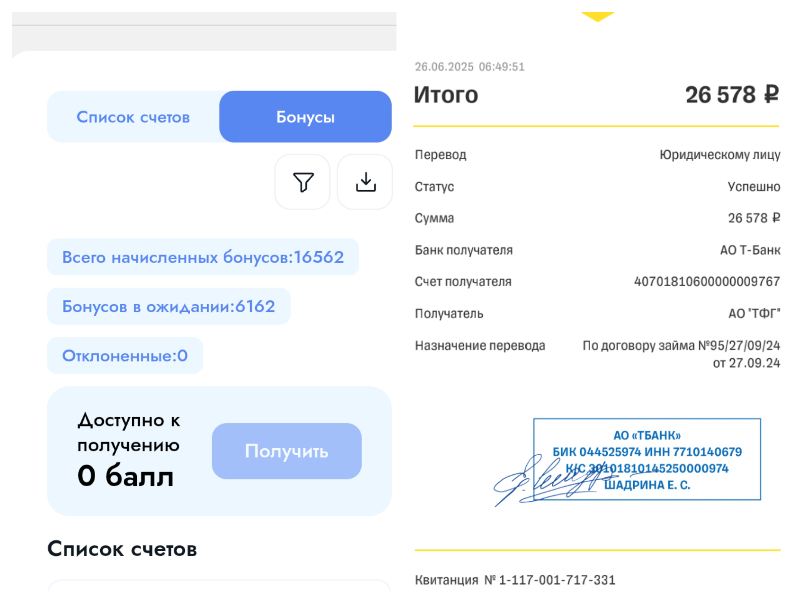 Список счетов
Бонусы
Всего начисленных бонусов:16562
Бонусов в ожидании:6162
Отклоненные:0
Доступно к
получению
0 балл
Получить
Список счетов
26.06.2025 06:49:51
Итого 26 578 ₽
Перевод Юридическому лицу
Статус Успешно
Сумма 26 578 ₽
Банк получателя АО Т-Банк
Счет получателя 40701810600000009767
Получатель АО "ТФГ"
Назначение перевода По договору займа №95/27/09/24
от 27.09.24
АО «ТБАНК»
БИК 044525974 ИНН 7710140679
К/С 30101810145250000974
ШАДРИНА Е. С.
Квитанция № 1-117-001-717-331